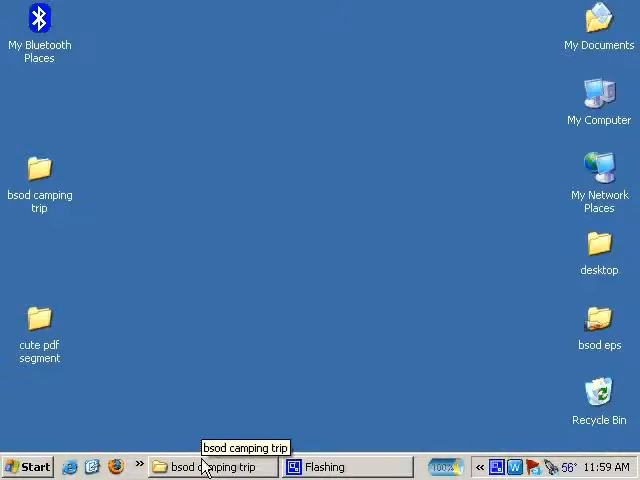 My Bluetooth
Places
bsod camping
trip
cute pdf
segment
My Documents
My Computer
My Network
Places
desktop
bsod eps
Recycle Bin
bsod camping trip
Start
bsod camping trip
Flashing
100%
56°
11:59 AM